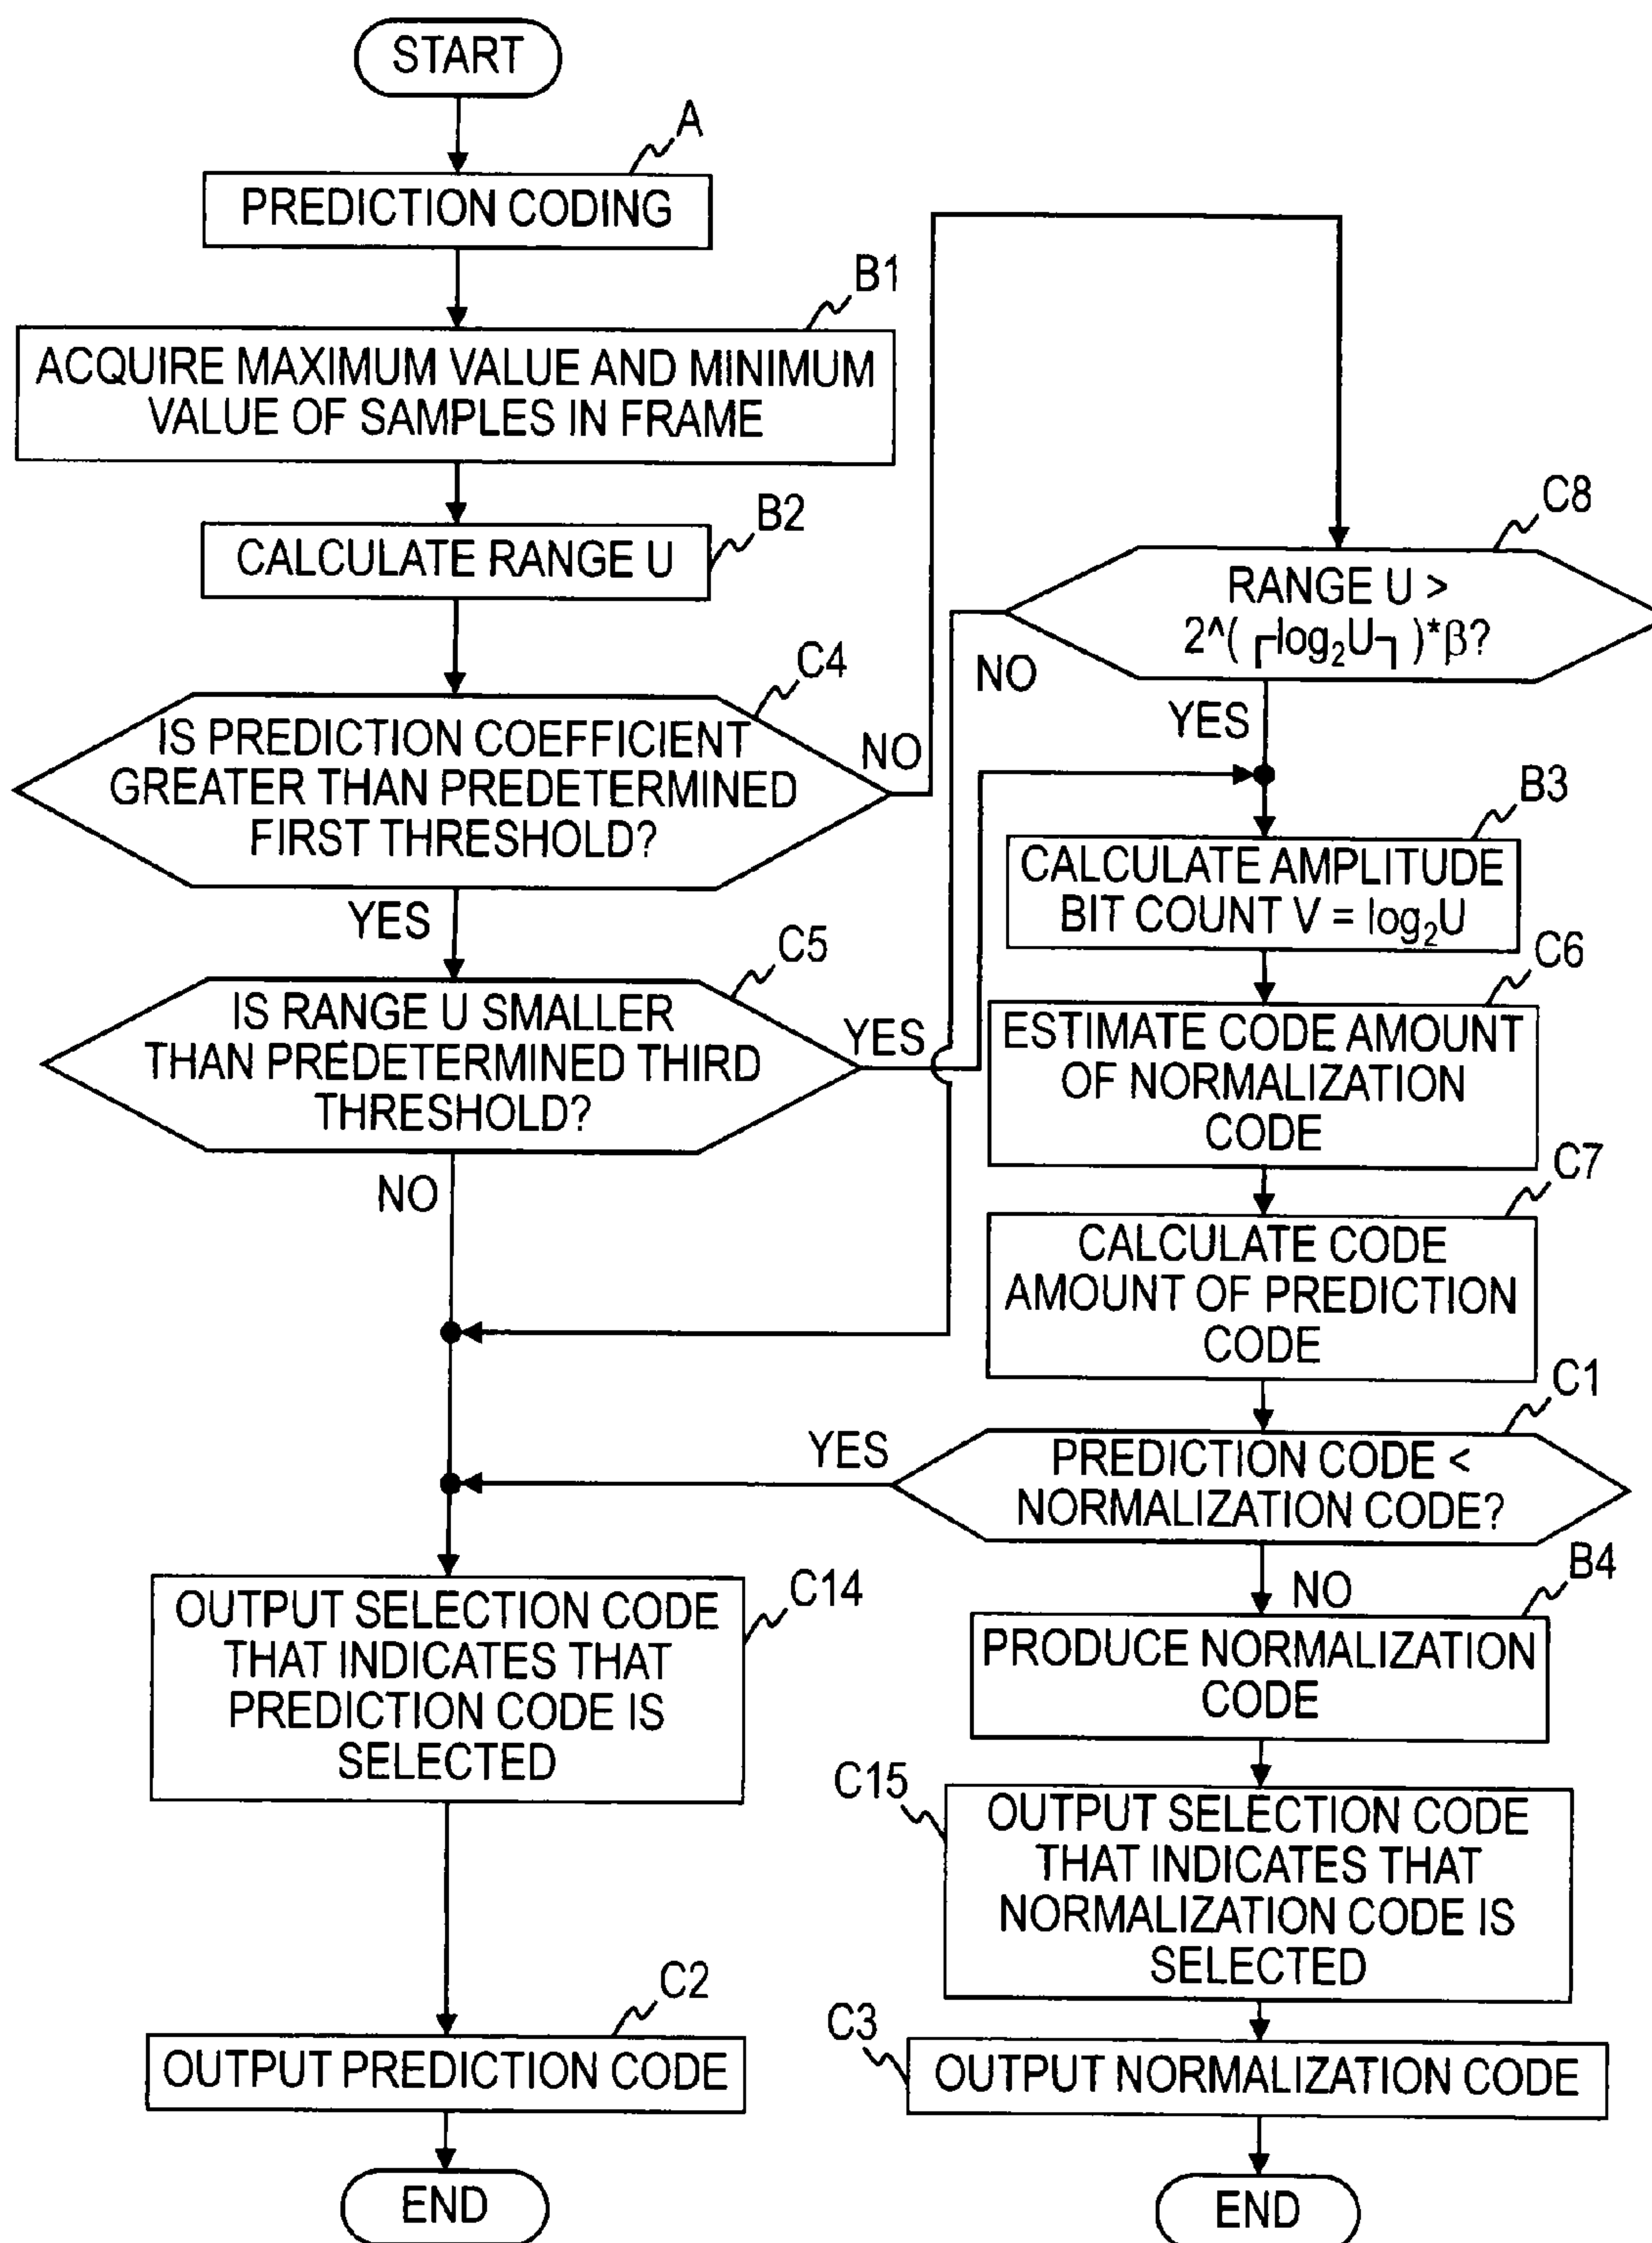 START
A
PREDICTION CODING
B1
ACQUIRE MAXIMUM VALUE AND MINIMUM
VALUE OF SAMPLES IN FRAME
B2
CALCULATE RANGE U
C4
IS PREDICTION COEFFICIENT
GREATER THAN PREDETERMINED
FIRST THRESHOLD?
NO
YES
C5
IS RANGE U SMALLER
THAN PREDETERMINED THIRD
THRESHOLD?
YES
NO
C8
RANGE U >
2^(┌log₂U┐)*β?
NO
YES
B3
CALCULATE AMPLITUDE
BIT COUNT V = log₂U
C6
ESTIMATE CODE AMOUNT
OF NORMALIZATION
CODE
C7
CALCULATE CODE
AMOUNT OF PREDICTION
CODE
C1
PREDICTION CODE <
NORMALIZATION CODE?
YES
NO
C14
OUTPUT SELECTION CODE
THAT INDICATES THAT
PREDICTION CODE IS
SELECTED
C2
OUTPUT PREDICTION CODE
END
B4
PRODUCE NORMALIZATION
CODE
C15
OUTPUT SELECTION CODE
THAT INDICATES THAT
NORMALIZATION CODE IS
SELECTED
C3
OUTPUT NORMALIZATION CODE
END